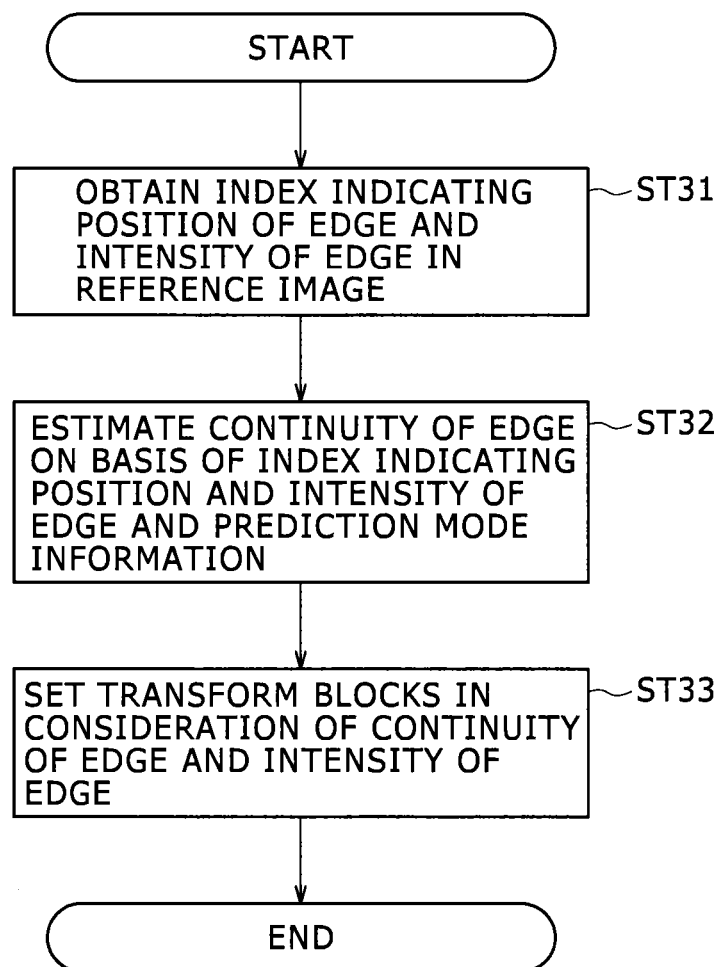 START
OBTAIN INDEX INDICATING
POSITION OF EDGE AND
INTENSITY OF EDGE IN
REFERENCE IMAGE
ST31
ESTIMATE CONTINUITY OF EDGE
ON BASIS OF INDEX INDICATING
POSITION AND INTENSITY OF
EDGE AND PREDICTION MODE
INFORMATION
ST32
SET TRANSFORM BLOCKS IN
CONSIDERATION OF CONTINUITY
OF EDGE AND INTENSITY OF
EDGE
ST33
END